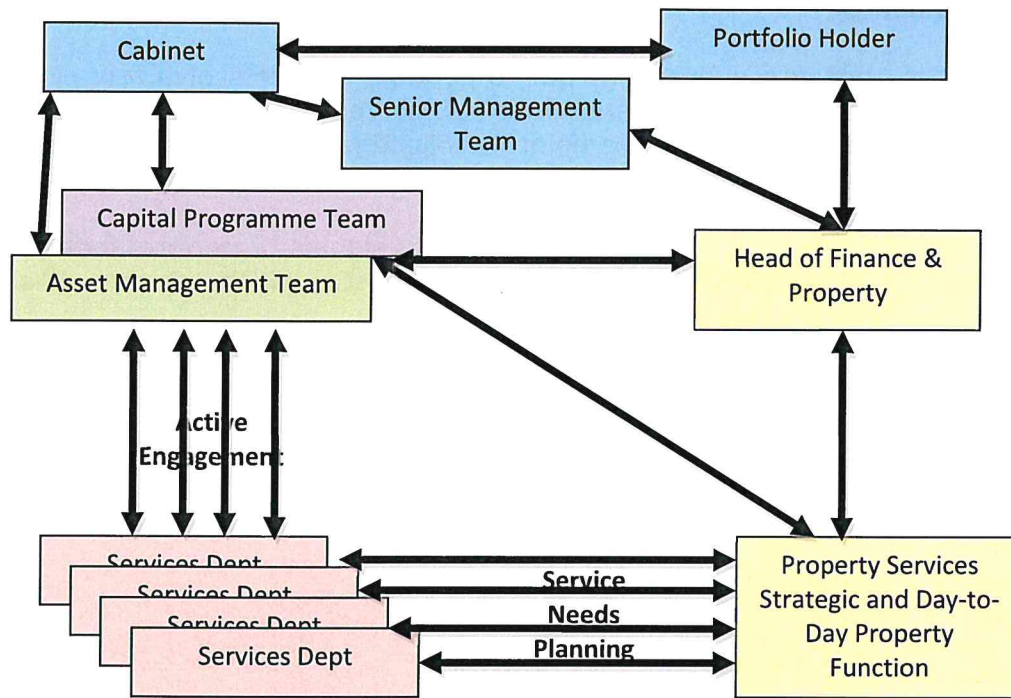 Cabinet
Portfolio Holder
Senior Management
Team
Capital Programme Team
Asset Management Team
Head of Finance &
Property
Active
Engagement
Services Dept
Services Dept
Services Dept
Services Dept
Service
Needs
Planning
Property Services
Strategic and Day-to-
Day Property
Function